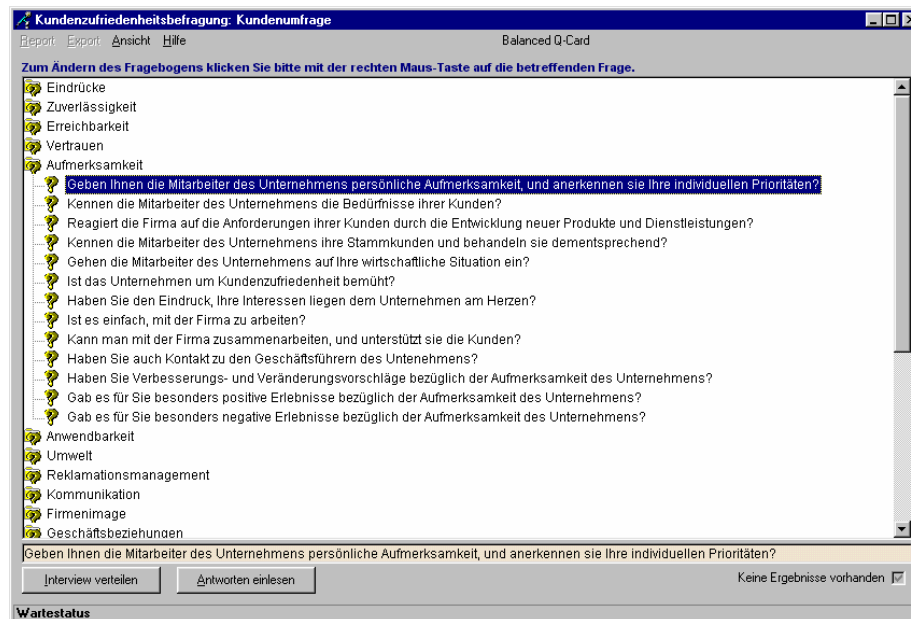 Kundenzufriedenheitsbefragung: Kundenumfrage
Report Export Ansicht Hilfe Balanced Q-Card
Zum Ändern des Fragebogens klicken Sie bitte mit der rechten Maus-Taste auf die betreffenden Frage.
Eindrücke
Zuverlässigkeit
Erreichbarkeit
Vertrauen
Aufmerksamkeit
Geben Ihnen die Mitarbeiter des Unternehmens persönliche Aufmerksamkeit, und anerkennen sie Ihre individuellen Prioritäten?
Kennen die Mitarbeiter des Unternehmens die Bedürfnisse ihrer Kunden?
Reagiert die Firma auf die Anforderungen ihrer Kunden durch die Entwicklung neuer Produkte und Dienstleistungen?
Kennen die Mitarbeiter des Unternehmens ihre Stammkunden und behandeln sie dementsprechend?
Gehen die Mitarbeiter des Unternehmens auf Ihre wirtschaftliche Situation ein?
Ist das Unternehmen um Kundenzufriedenheit bemüht?
Haben Sie den Eindruck, Ihre Interessen liegen dem Unternehmen am Herzen?
Ist es einfach, mit der Firma zu arbeiten?
Kann man mit der Firma zusammenarbeiten, und unterstützt sie die Kunden?
Haben Sie auch Kontakt zu den Geschäftsführern des Untenehmens?
Haben Sie Verbesserungs- und Veränderungsvorschläge bezüglich der Aufmerksamkeit des Unternehmens?
Gab es für Sie besonders positive Erlebnisse bezüglich der Aufmerksamkeit des Unternehmens?
Gab es für Sie besonders negative Erlebnisse bezüglich der Aufmerksamkeit des Unternehmens?
Anwendbarkeit
Umwelt
Reklamationsmanagement
Kommunikation
Firmenimage
Geschäftsbeziehungen
Geben Ihnen die Mitarbeiter des Unternehmens persönliche Aufmerksamkeit, und anerkennen sie Ihre individuellen Prioritäten?
Interview verteilen Antworten einlesen Keine Ergebnisse vorhanden
Wartestatus